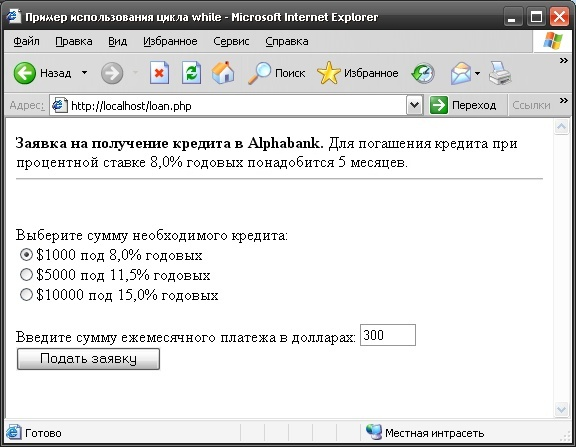 Пример использования цикла while - Microsoft Internet Explorer
Файл Правка Вид Избранное Сервис Справка
Назад Поиск Избранное
Адрес: http://localhost/loan.php Переход Ссылки
Заявка на получение кредита в Alphabank. Для погашения кредита при
процентной ставке 8,0% годовых понадобится 5 месяцев.
Выберите сумму необходимого кредита:
$1000 под 8,0% годовых
$5000 под 11,5% годовых
$10000 под 15,0% годовых
Введите сумму ежемесячного платежа в долларах: 300
Подать заявку
Готово Местная интрасеть